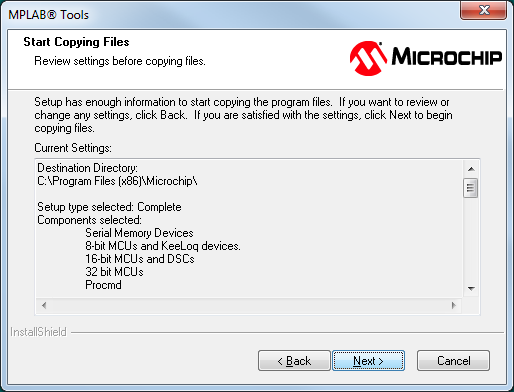 MPLAB® Tools
Start Copying Files
Review settings before copying files.
MICROCHIP
Setup has enough information to start copying the program files.  If you want to review or
change any settings, click Back.  If you are satisfied with the settings, click Next to begin
copying files.
Current Settings:
Destination Directory:
C:\Program Files (x86)\Microchip\
Setup type selected: Complete
Components selected:
Serial Memory Devices
8-bit MCUs and KeeLoq devices.
16-bit MCUs and DSCs
32 bit MCUs
Procmd
InstallShield
< Back
Next >
Cancel